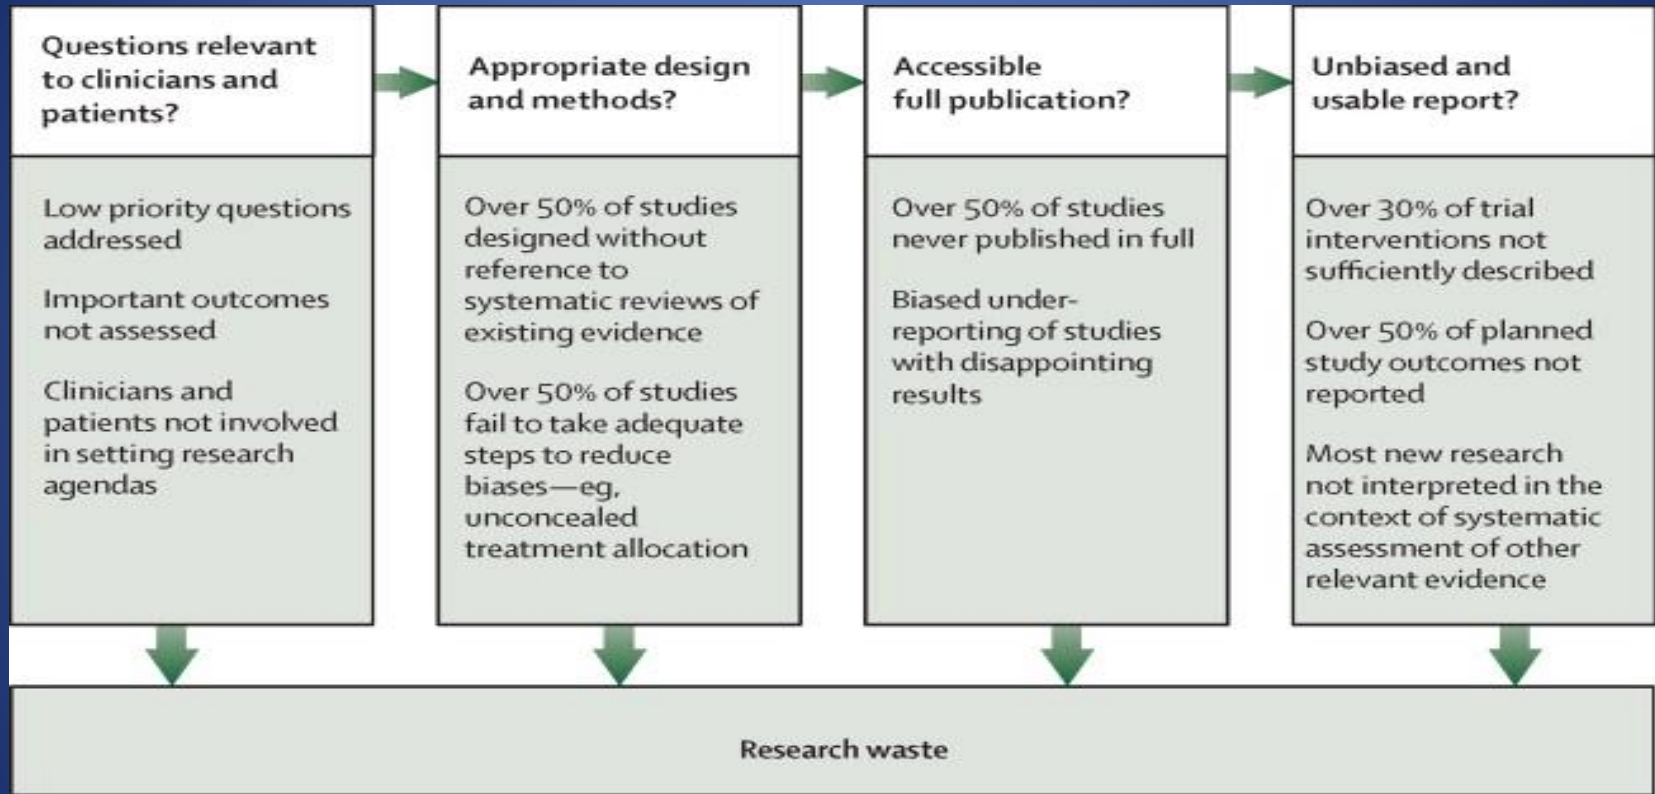 Questions relevant
to clinicians and
patients?
Low priority questions
addressed
Important outcomes
not assessed
Clinicians and
patients not involved
in setting research
agendas
Appropriate design
and methods?
Over 50% of studies
designed without
reference to
systematic reviews of
existing evidence
Over 50% of studies
fail to take adequate
steps to reduce
biases—eg,
unconcealed
treatment allocation
Accessible
full publication?
Over 50% of studies
never published in full
Biased under-
reporting of studies
with disappointing
results
Unbiased and
usable report?
Over 30% of trial
interventions not
sufficiently described
Over 50% of planned
study outcomes not
reported
Most new research
not interpreted in the
context of systematic
assessment of other
relevant evidence
Research waste